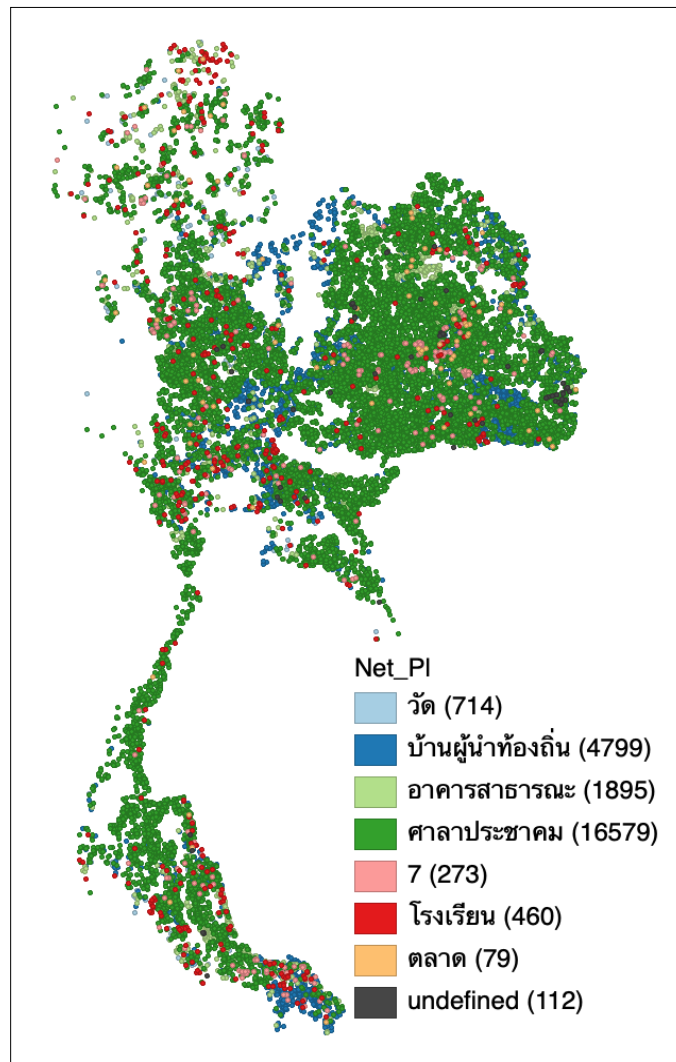 Net_Pl
วัด (714)
บ้านผู้นำท้องถิ่น (4799)
อาคารสาธารณะ (1895)
ศาลาประชาคม (16579)
7 (273)
โรงเรียน (460)
ตลาด (79)
undefined (112)